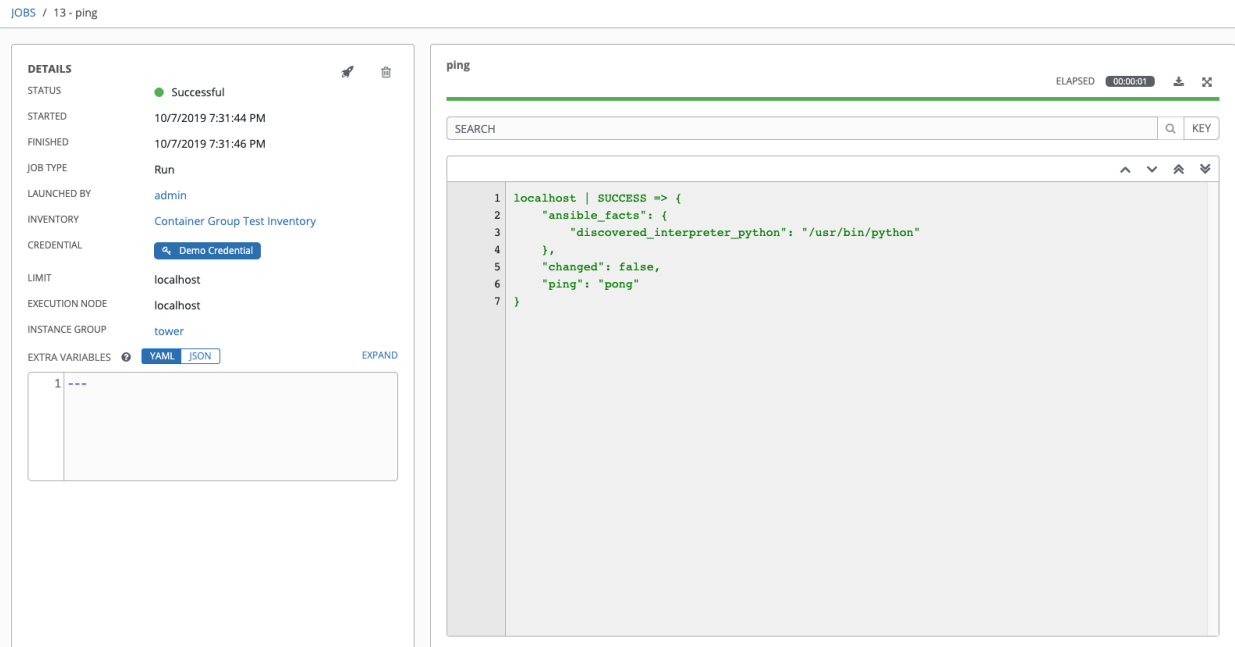 JOBS / 13 - ping
DETAILS
STATUS Successful
STARTED 10/7/2019 7:31:44 PM
FINISHED 10/7/2019 7:31:46 PM
JOB TYPE Run
LAUNCHED BY admin
INVENTORY Container Group Test Inventory
CREDENTIAL Demo Credential
LIMIT localhost
EXECUTION NODE localhost
INSTANCE GROUP tower
EXTRA VARIABLES ? YAML JSON EXPAND
1 ---
ping
ELAPSED 00:00:01
SEARCH KEY
1 localhost | SUCCESS => {
2     "ansible_facts": {
3         "discovered_interpreter_python": "/usr/bin/python"
4     },
5     "changed": false,
6     "ping": "pong"
7 }